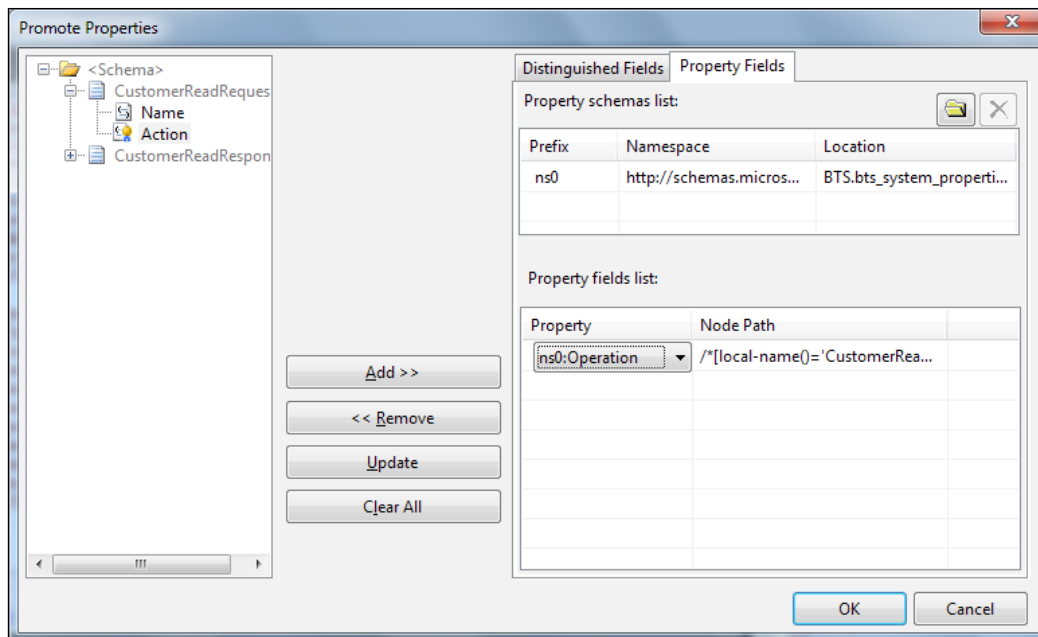 Promote Properties
x
<Schema>
CustomerReadReques
Name
Action
CustomerReadRespon
Add >>
<< Remove
Update
Clear All
Distinguished Fields Property Fields
Property schemas list:
Prefix Namespace Location
ns0 http://schemas.micros... BTS.bts_system_properti...
Property fields list:
Property Node Path
ns0:Operation /*[local-name()='CustomerRea...
OK Cancel